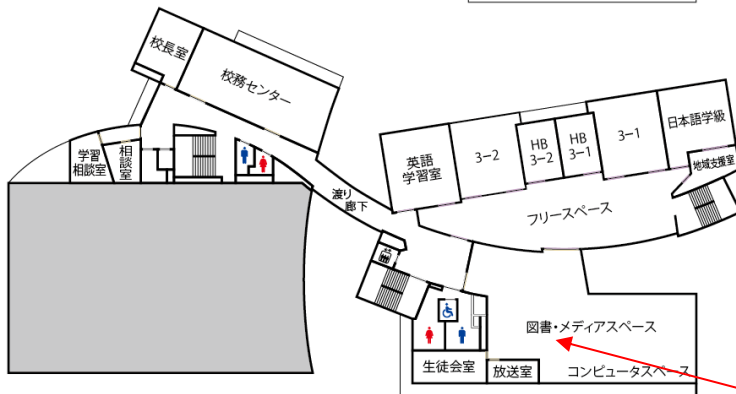 校長室
校務センター
学習
相談室
相談室
渡り
廊下
英語
学習室
3-2
HB
3-2
HB
3-1
3-1
日本語学級
地域支援室
フリースペース
図書・メディアスペース
コンピュータスペース
生徒会室
放送室